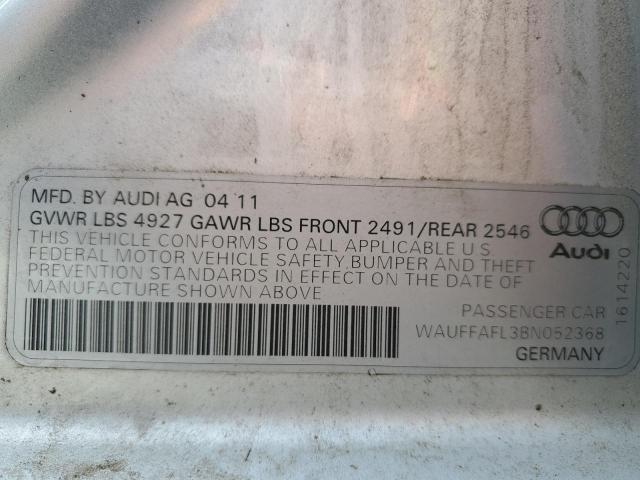 MFD. BY AUDI AG 04 11
GVWR LBS 4927 GAWR LBS FRONT 2491/REAR 2546
THIS VEHICLE CONFORMS TO ALL APPLICABLE U S
FEDERAL MOTOR VEHICLE SAFETY, BUMPER AND THEFT
PREVENTION STANDARDS IN EFFECT ON THE DATE OF
MANUFACTURE SHOWN ABOVE
Audi
1614220
PASSENGER CAR
WAUFFAFL3BN052368
GERMANY